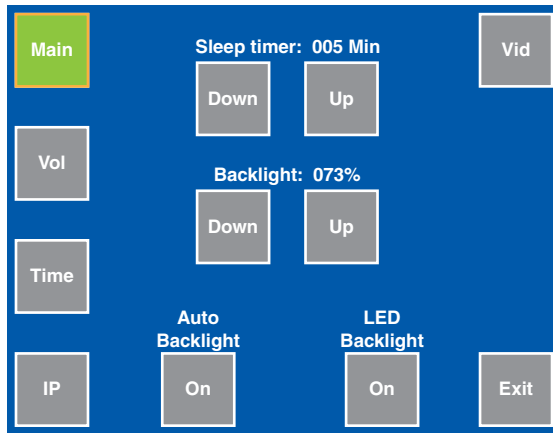 Main
Sleep timer: 005 Min
Vid
Down
Up
Vol
Backlight: 073%
Down
Up
Time
Auto
Backlight
LED
Backlight
IP
On
On
Exit